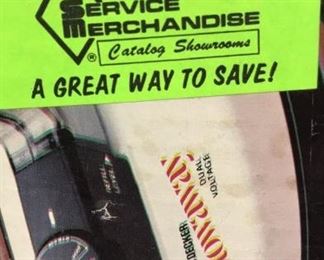 SERVICE
MERCHANDISE
®
Catalog Showrooms
A GREAT WAY TO SAVE!
DECKER
DUAL
VOLTAGE